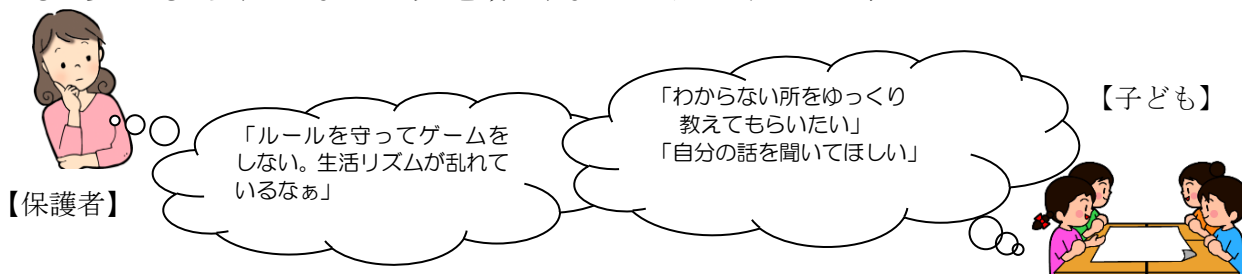 「ルールを守ってゲームを
しない。生活リズムが乱れて
いるなぁ」
【保護者】
「わからない所をゆっくり
教えてもらいたい」
「自分の話を聞いてほしい」
【子ども】